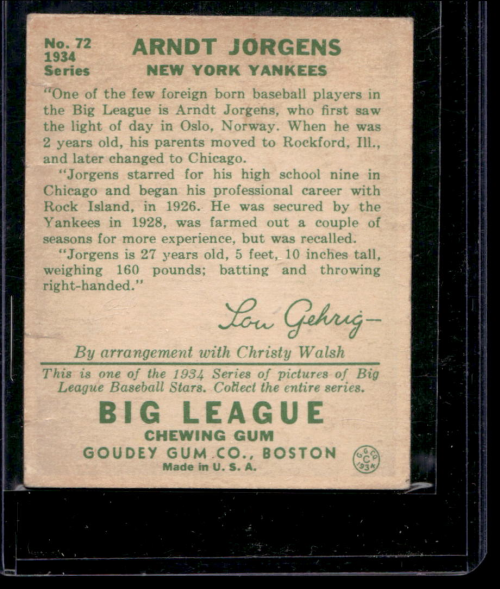 No. 72
1934
Series
ARNDT JORGENS
NEW YORK YANKEES
"One of the few foreign born baseball players in
the Big League is Arndt Jorgens, who first saw
the light of day in Oslo, Norway. When he was
2 years old, his parents moved to Rockford, Ill.,
and later changed to Chicago.
"Jorgens starred for his high school nine in
Chicago and began his professional career with
Rock Island, in 1926. He was secured by the
Yankees in 1928, was farmed out a couple of
seasons for more experience, but was recalled.
"Jorgens is 27 years old, 5 feet, 10 inches tall,
weighing 160 pounds; batting and throwing
right-handed."
Lou Gehrig—
By arrangement with Christy Walsh
This is one of the 1934 Series of pictures of Big
League Baseball Stars. Collect the entire series.
BIG LEAGUE
CHEWING GUM
GOUDEY GUM CO., BOSTON
Made in U. S. A.
G G CO
C
1934